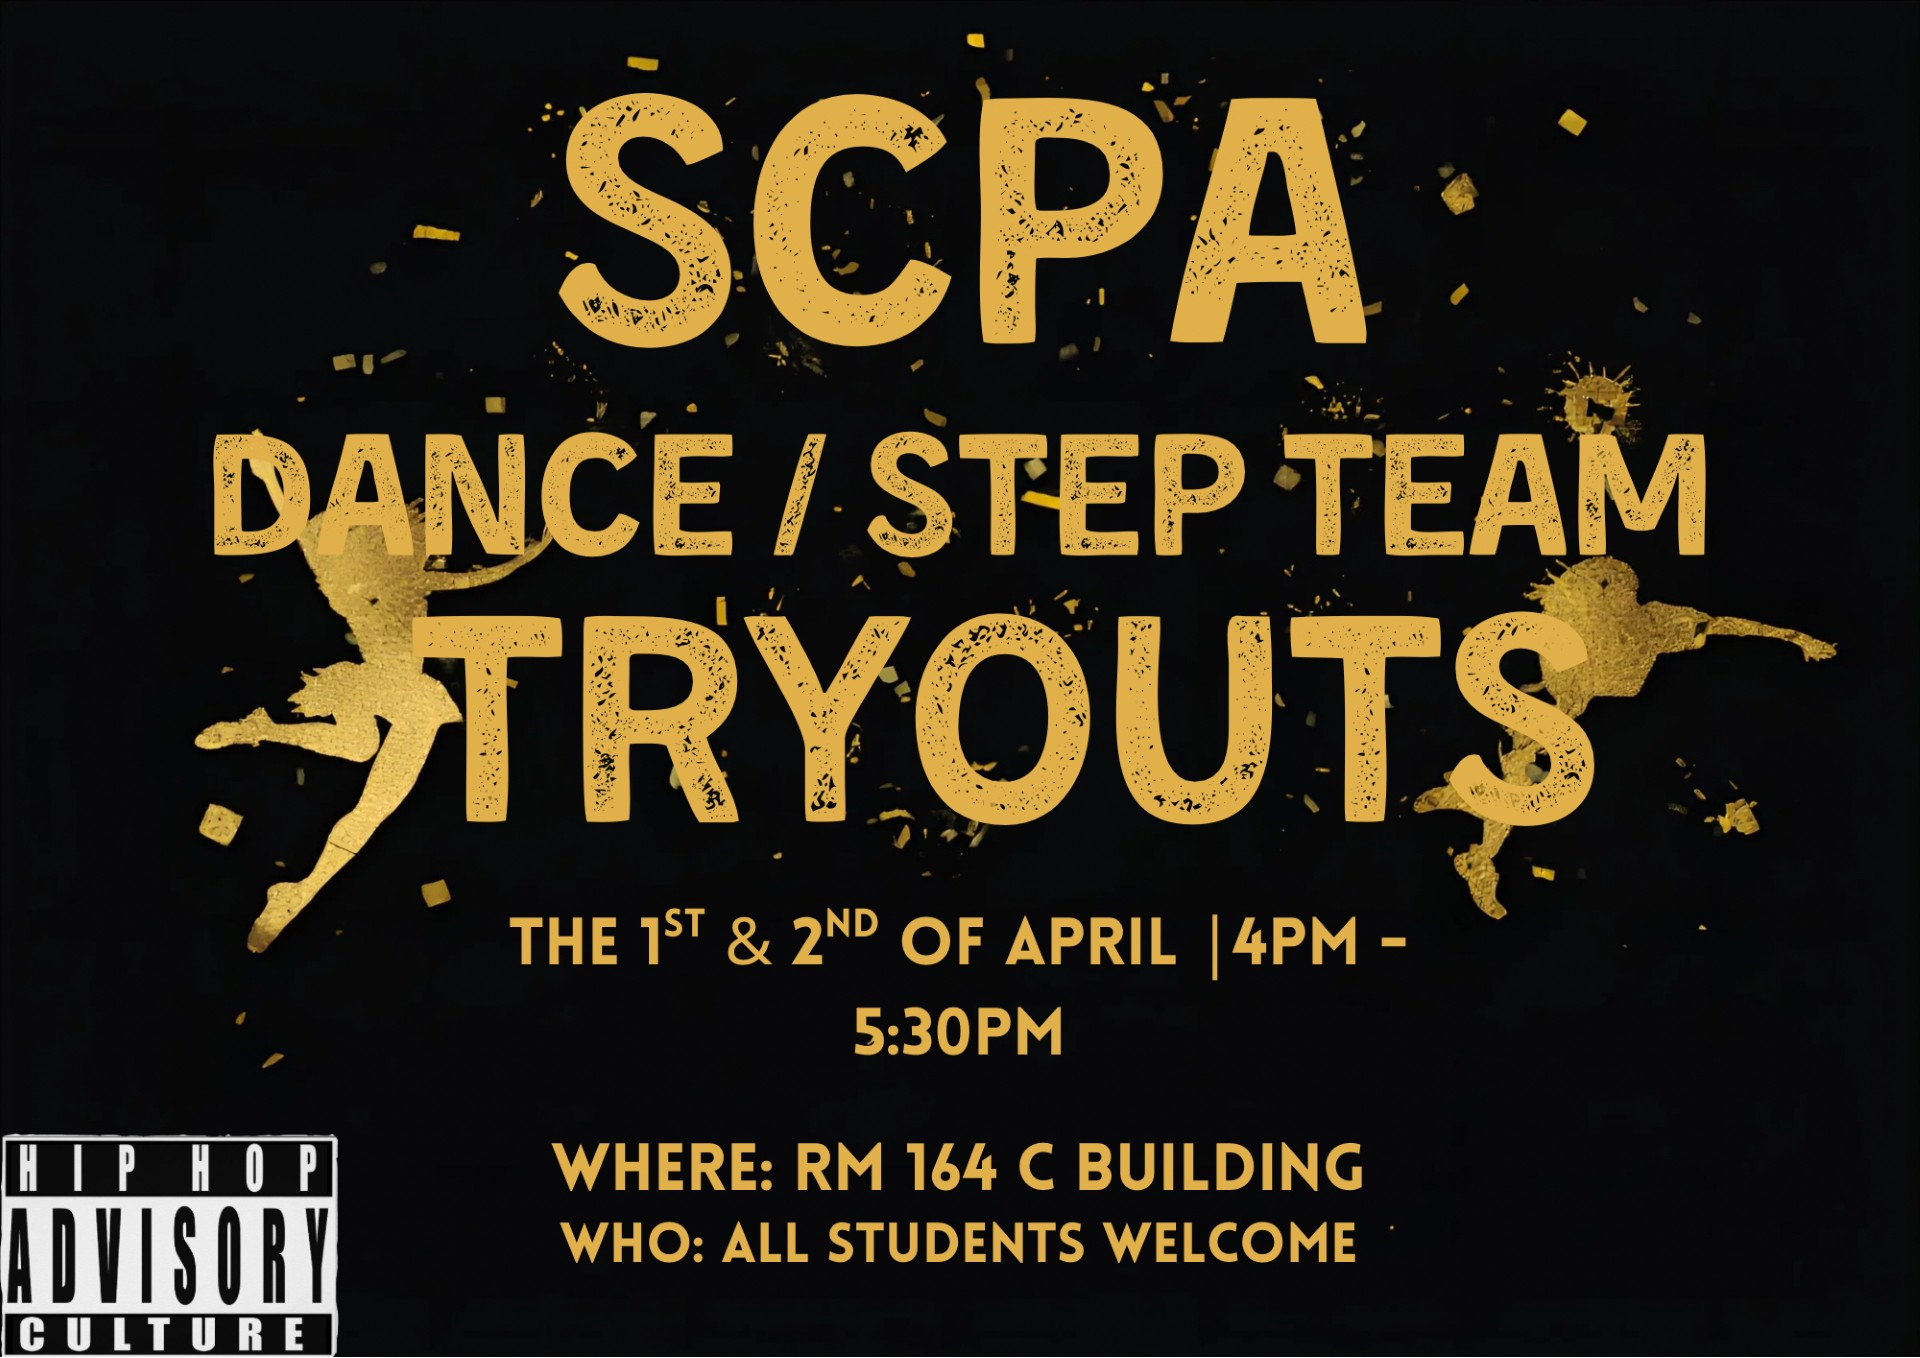 SCPA
DANCE / STEP TEAM
TRYOUTS
THE 1ST & 2ND OF APRIL |4PM -
5:30PM
WHERE: RM 164 C BUILDING
WHO: ALL STUDENTS WELCOME
HIP HOP
ADVISORY
CULTURE